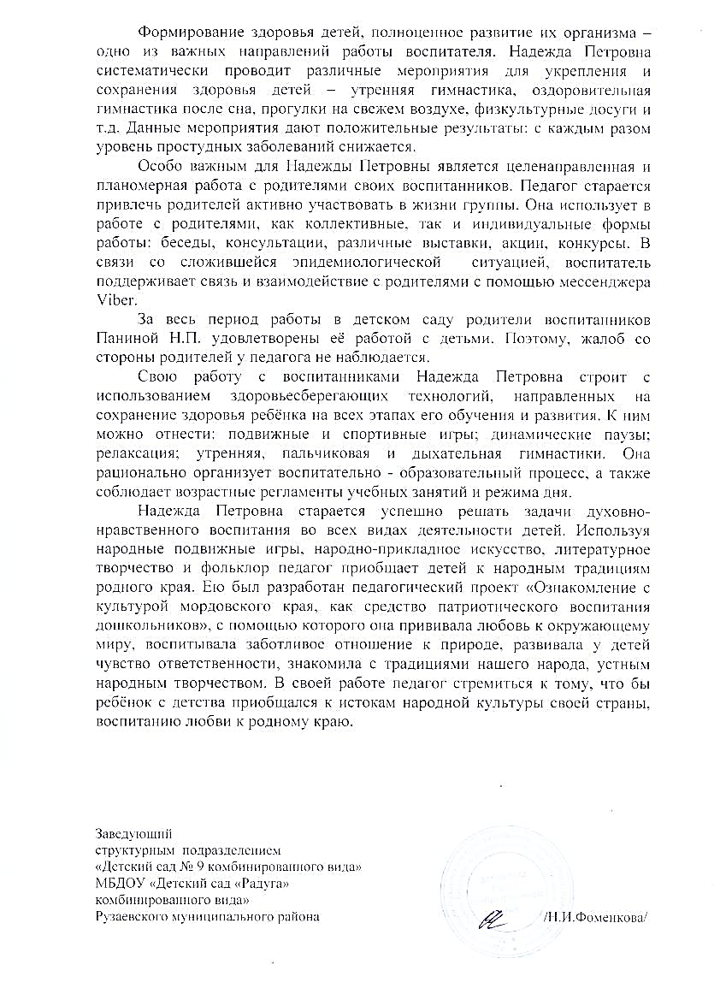 Формирование здоровья детей, полноценное развитие их организма –
одно из важных направлений работы воспитателя. Надежда Петровна
систематически проводит различные мероприятия для укрепления и
сохранения здоровья детей – утренняя гимнастика, оздоровительная
гимнастика после сна, прогулки на свежем воздухе, физкультурные досуги и
т.д. Данные мероприятия дают положительные результаты: с каждым разом
уровень простудных заболеваний снижается.
Особо важным для Надежды Петровны является целенаправленная и
планомерная работа с родителями своих воспитанников. Педагог старается
привлечь родителей активно участвовать в жизни группы. Она использует в
работе с родителями, как коллективные, так и индивидуальные формы
работы: беседы, консультации, различные выставки, акции, конкурсы. В
связи со сложившейся эпидемиологической ситуацией, воспитатель
поддерживает связь и взаимодействие с родителями с помощью мессенджера
Viber.
За весь период работы в детском саду родители воспитанников
Паниной Н.П. удовлетворены её работой с детьми. Поэтому, жалоб со
стороны родителей у педагога не наблюдается.
Свою работу с воспитанниками Надежда Петровна строит с
использованием здоровьесберегающих технологий, направленных на
сохранение здоровья ребёнка на всех этапах его обучения и развития. К ним
можно отнести: подвижные и спортивные игры; динамические паузы;
релаксация; утренняя, пальчиковая и дыхательная гимнастики. Она
рационально организует воспитательно - образовательный процесс, а также
соблюдает возрастные регламенты учебных занятий и режима дня.
Надежда Петровна старается успешно решать задачи духовно-
нравственного воспитания во всех видах деятельности детей. Используя
народные подвижные игры, народно-прикладное искусство, литературное
творчество и фольклор педагог приобщает детей к народным традициям
родного края. Ею был разработан педагогический проект «Ознакомление с
культурой мордовского края, как средство патриотического воспитания
дошкольников», с помощью которого она прививала любовь к окружающему
миру, воспитывала заботливое отношение к природе, развивала у детей
чувство ответственности, знакомила с традициями нашего народа, устным
народным творчеством. В своей работе педагог стремиться к тому, что бы
ребёнок с детства приобщался к истокам народной культуры своей страны,
воспитанию любви к родному краю.
Заведующий
структурным подразделением
«Детский сад № 9 комбинированного вида»
МБДОУ «Детский сад «Радуга»
комбинированного вида»
Рузаевского муниципального района /Н.И.Фоменкова/